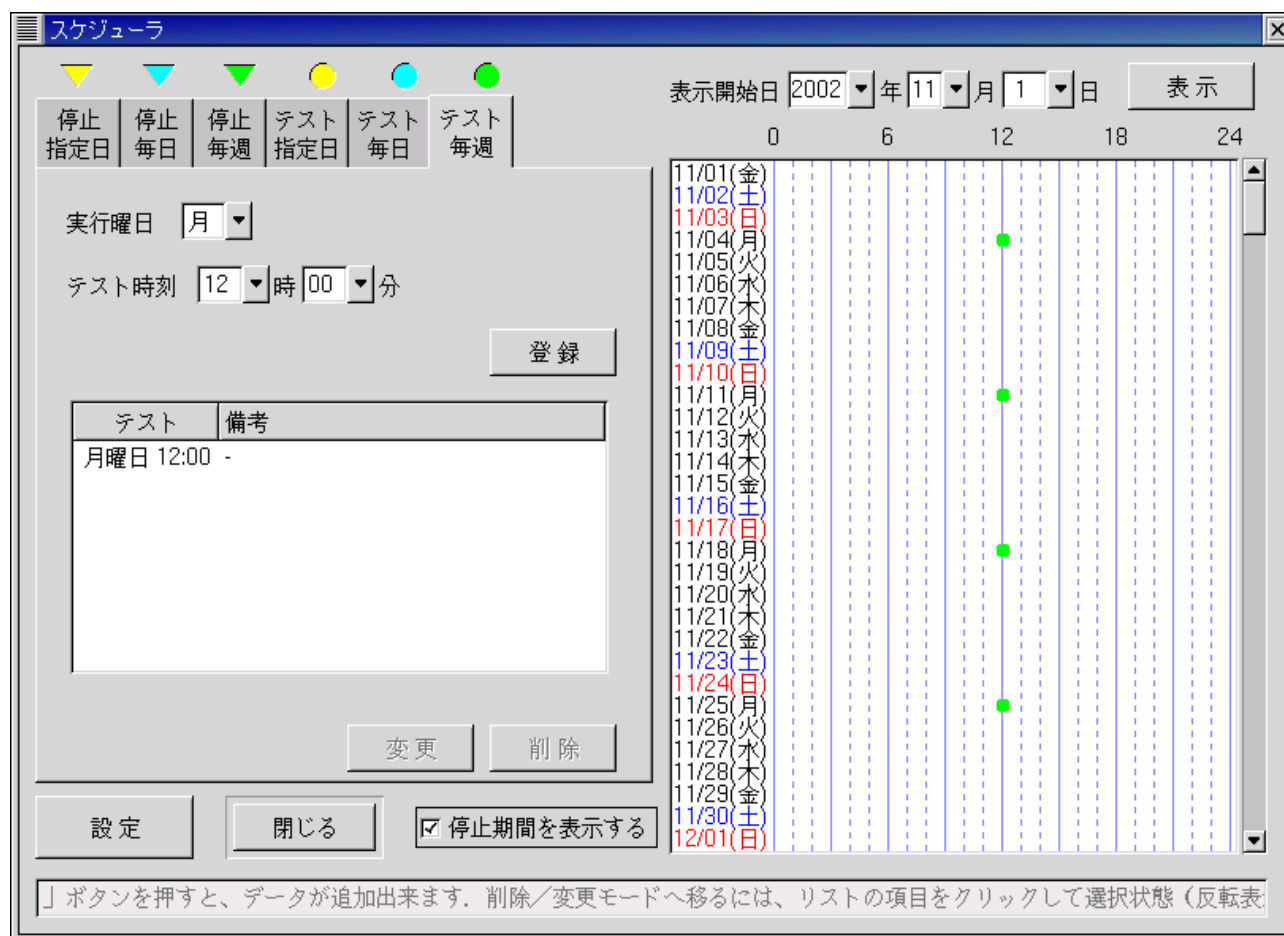 スケジューラ
停止
指定日
停止
毎日
停止
毎週
テスト
指定日
テスト
毎日
テスト
毎週
実行曜日 月
テスト時刻 12 時 00 分
登録
テスト 備考
月曜日 12:00 -
変更 削除
設定 閉じる 停止期間を表示する
表示開始日 2002 年 11 月 1 日 表示
0 6 12 18 24
11/01(金)
11/02(土)
11/03(日)
11/04(月)
11/05(火)
11/06(水)
11/07(木)
11/08(金)
11/09(土)
11/10(日)
11/11(月)
11/12(火)
11/13(水)
11/14(木)
11/15(金)
11/16(土)
11/17(日)
11/18(月)
11/19(火)
11/20(水)
11/21(木)
11/22(金)
11/23(土)
11/24(日)
11/25(月)
11/26(火)
11/27(水)
11/28(木)
11/29(金)
11/30(土)
12/01(日)
」ボタンを押すと、データが追加出来ます．削除／変更モードへ移るには、リストの項目をクリックして選択状態（反転表